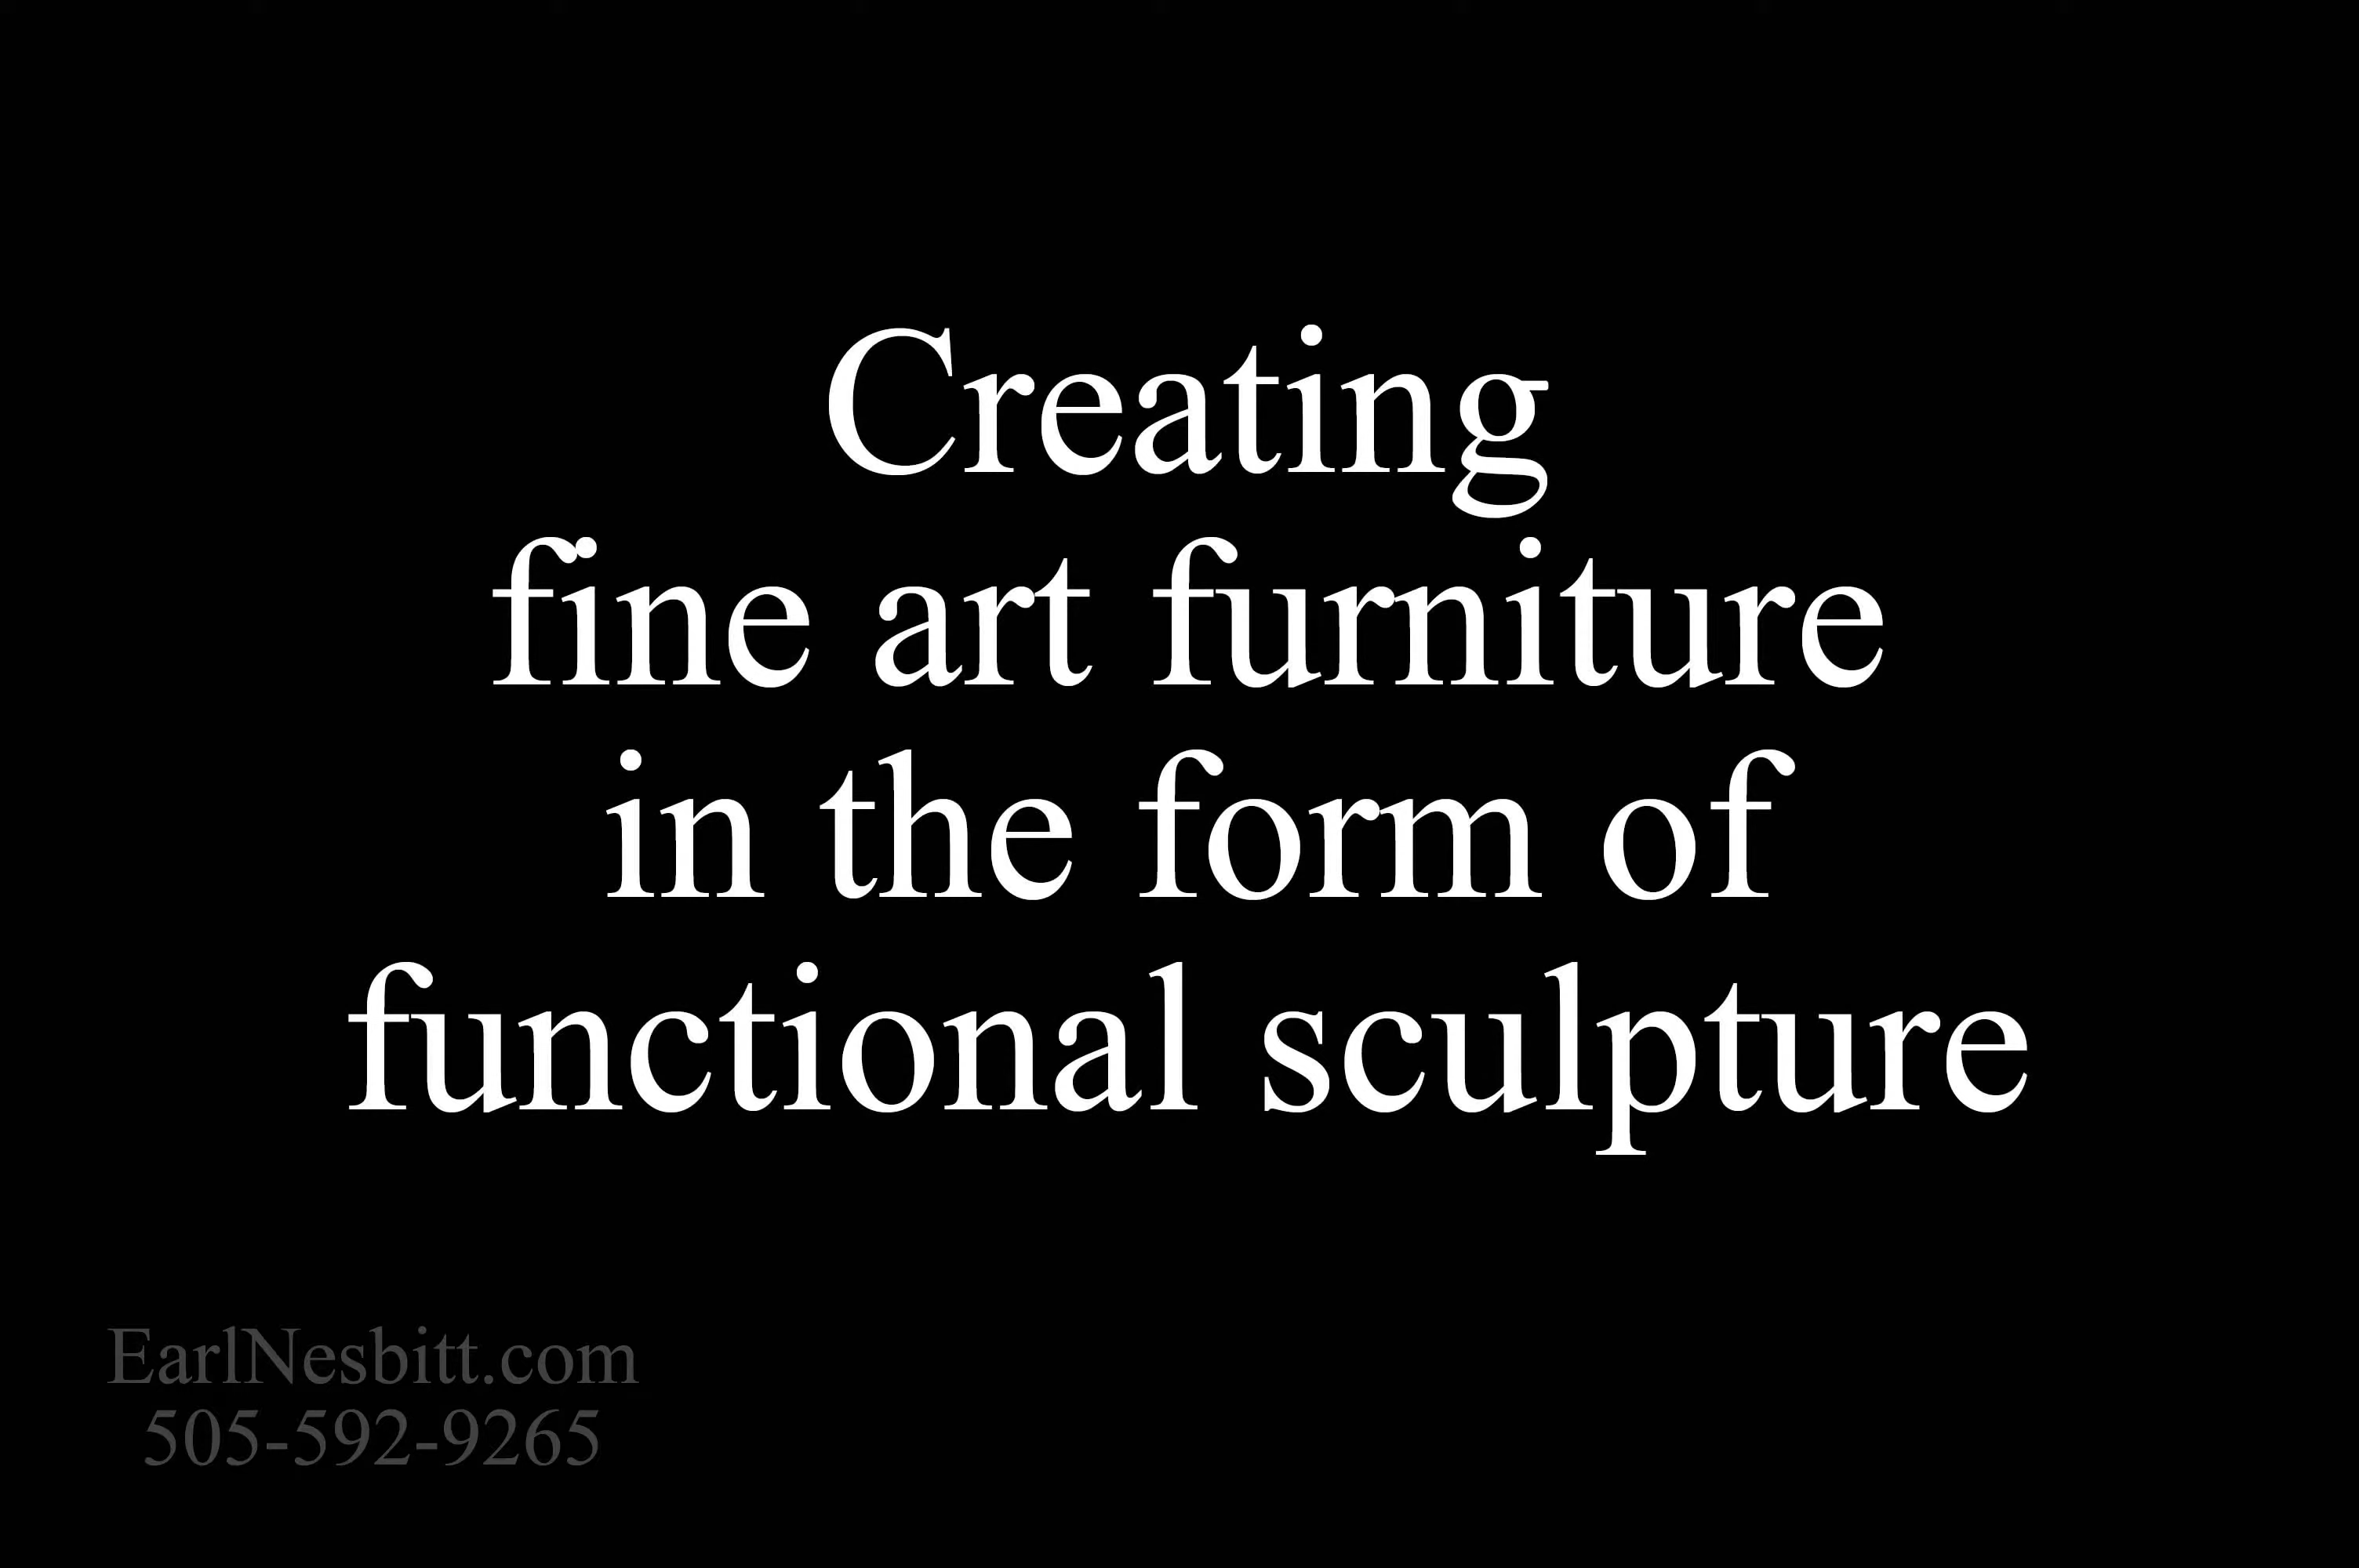 Creating
fine art furniture
in the form of
functional sculpture
EarlNesbitt.com
505-592-9265